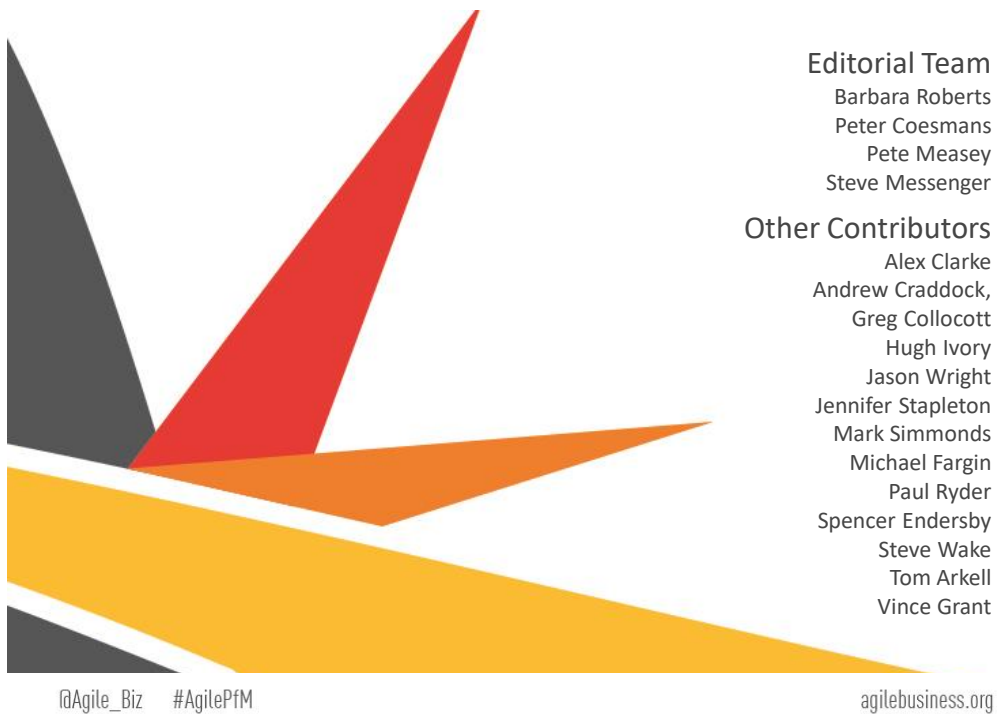 Editorial Team
Barbara Roberts
Peter Coesmans
Pete Measey
Steve Messenger
Other Contributors
Alex Clarke
Andrew Craddock,
Greg Collocott
Hugh Ivory
Jason Wright
Jennifer Stapleton
Mark Simmonds
Michael Fargin
Paul Ryder
Spencer Endersby
Steve Wake
Tom Arkell
Vince Grant
@Agile_Biz #AgilePfM agilebusiness.org